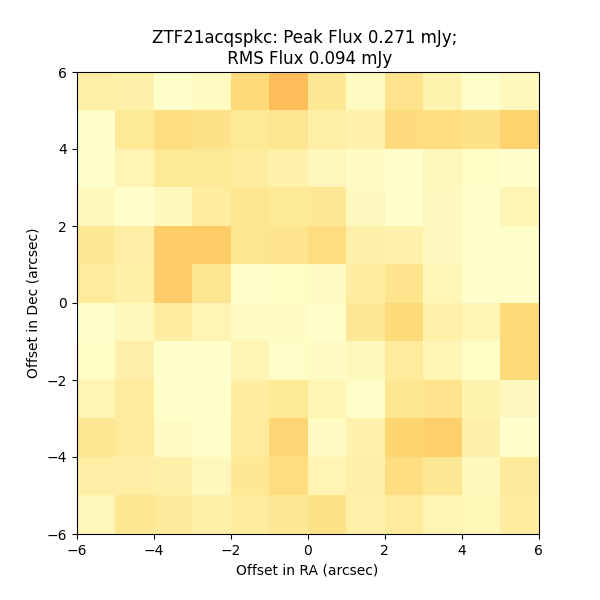 ZTF21acqspkc: Peak Flux 0.271 mJy;
RMS Flux 0.094 mJy
6
4
2
0
−2
−4
−6
Offset in Dec (arcsec)
−6 −4 −2 0 2 4 6
Offset in RA (arcsec)